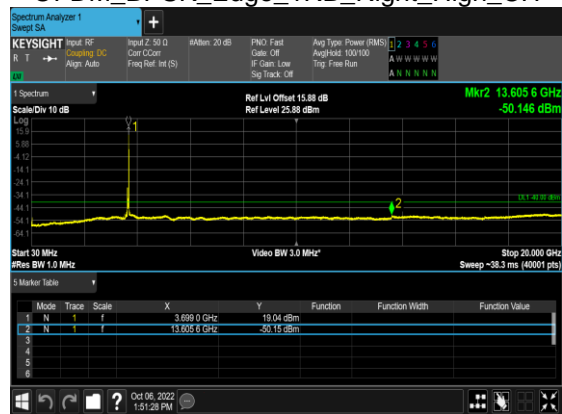 Spectrum Analyzer 1
Swept SA
+
KEYSIGHT Input: RF Input Z: 50 Ω #Atten: 20 dB PNO: Fast Avg Type: Power (RMS) 1 2 3 4 5 6
R T Coupling: DC Corr CCorr Gate: Off Avg|Hold: 100/100 A W W W W W
Align: Auto Freq Ref: Int (S) IF Gain: Low Trig: Free Run
Sig Track: Off A N N N N N
1 Spectrum Ref Lvl Offset 15.88 dB Mkr2 13.605 6 GHz
Scale/Div 10 dB Ref Level 25.88 dBm -50.146 dBm
Log
15.9
5.88
-4.12
-14.1
-24.1
-34.1
-44.1
-54.1
-64.1
1
2
DL1 -40.00 dBm
Start 30 MHz Video BW 3.0 MHz* Stop 20.000 GHz
#Res BW 1.0 MHz Sweep ~38.3 ms (40001 pts)
5 Marker Table
Mode Trace Scale X Y Function Function Width Function Value
1 N 1 f 3.699 0 GHz 19.04 dBm
2 N 1 f 13.605 6 GHz -50.15 dBm
3
4
5
6
? Oct 06, 2022
1:51:28 PM